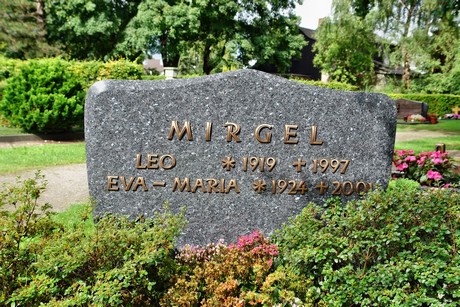 MIRGEL
LEO * 1919 † 1997
EVA-MARIA * 1924 † 2001